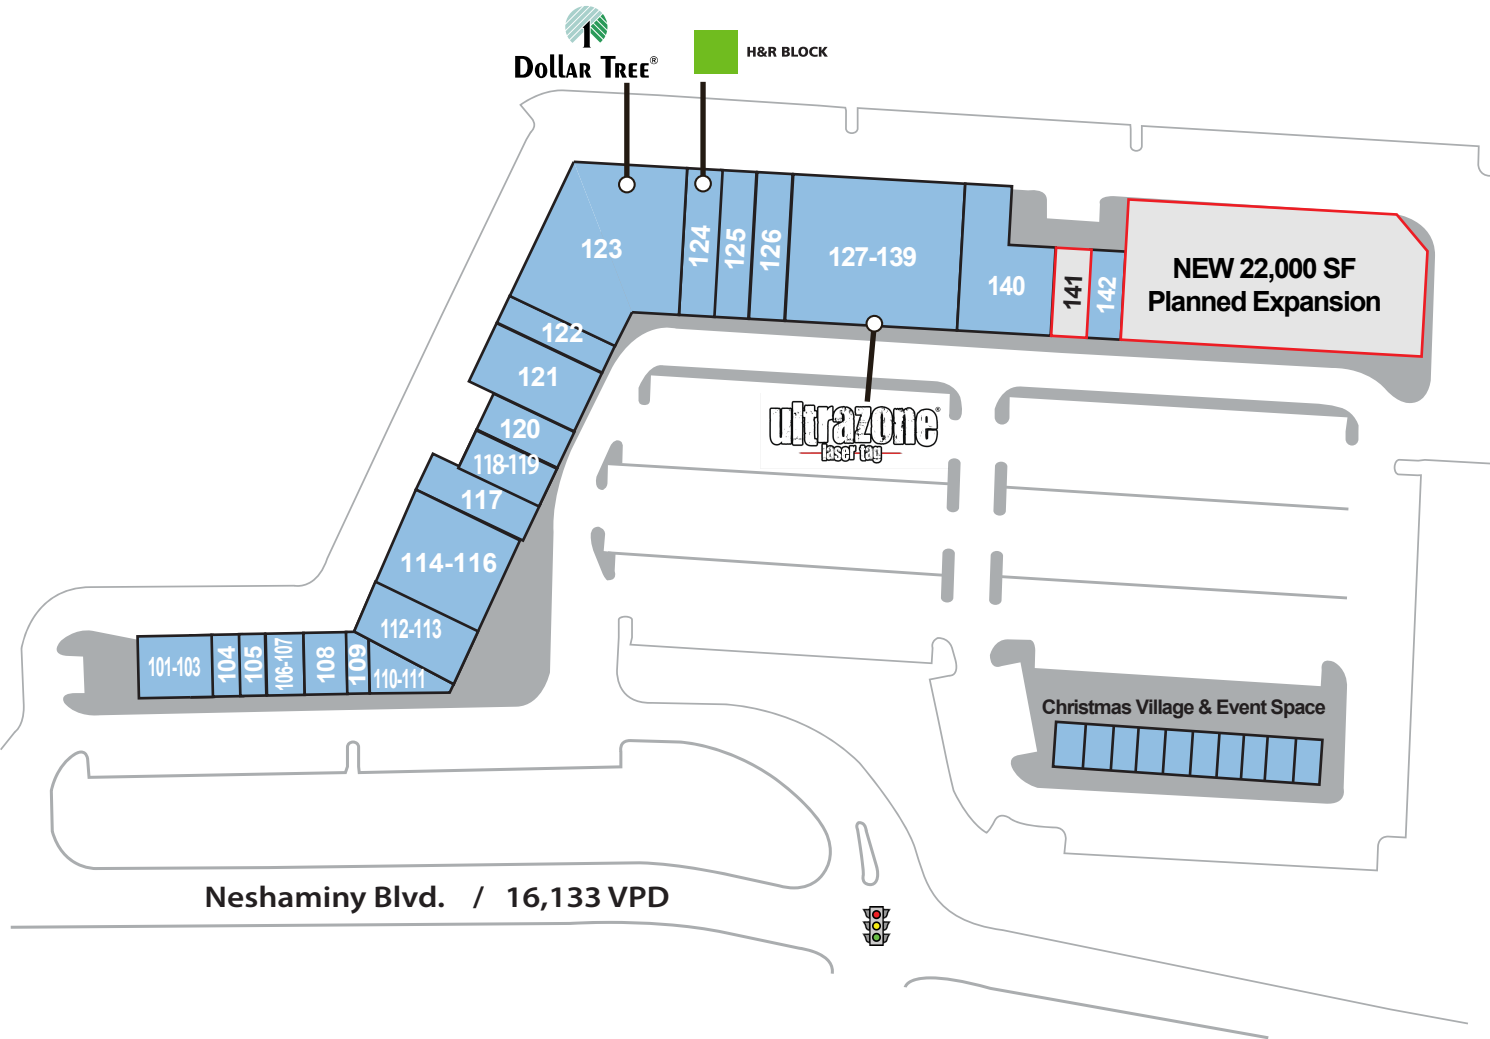 DOLLAR TREE®
H&R BLOCK
123
124
125
126
127-139
140
141
142
NEW 22,000 SF
Planned Expansion
122
121
120
118-119
117
114-116
112-113
110-111
109
108
106-107
105
104
101-103
ultrazone®
laser tag
Christmas Village & Event Space
Neshaminy Blvd. / 16,133 VPD